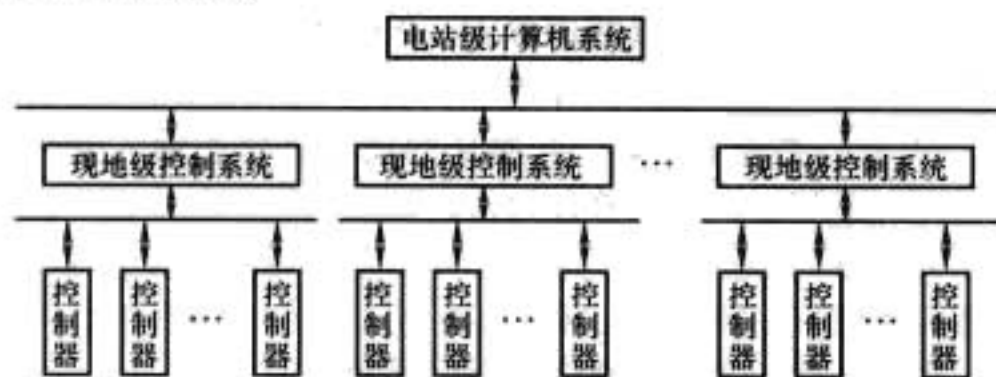 电站级计算机系统
现地级控制系统 现地级控制系统 … 现地级控制系统
控制器 控制器 … 控制器 控制器 控制器 … 控制器 控制器 控制器 … 控制器